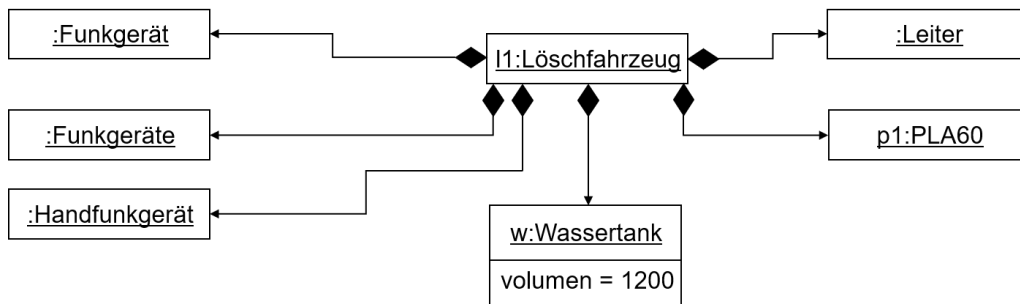 :Funkgerät
l1:Löschfahrzeug
:Leiter
:Funkgeräte
p1:PLA60
:Handfunkgerät
w:Wassertank
volumen = 1200